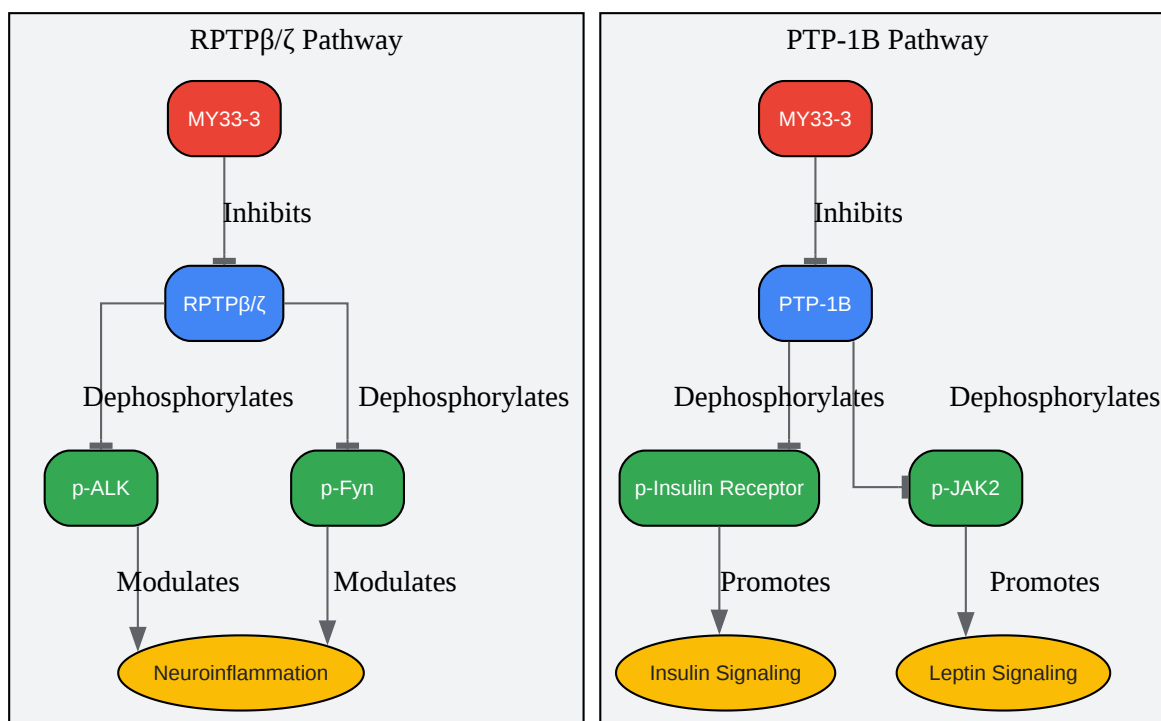 RPTPβ/ζ Pathway
MY33-3
Inhibits
RPTPβ/ζ
Dephosphorylates
Dephosphorylates
p-ALK
p-Fyn
Modulates
Modulates
Neuroinflammation
PTP-1B Pathway
MY33-3
Inhibits
PTP-1B
Dephosphorylates
Dephosphorylates
p-Insulin Receptor
p-JAK2
Promotes
Promotes
Insulin Signaling
Leptin Signaling